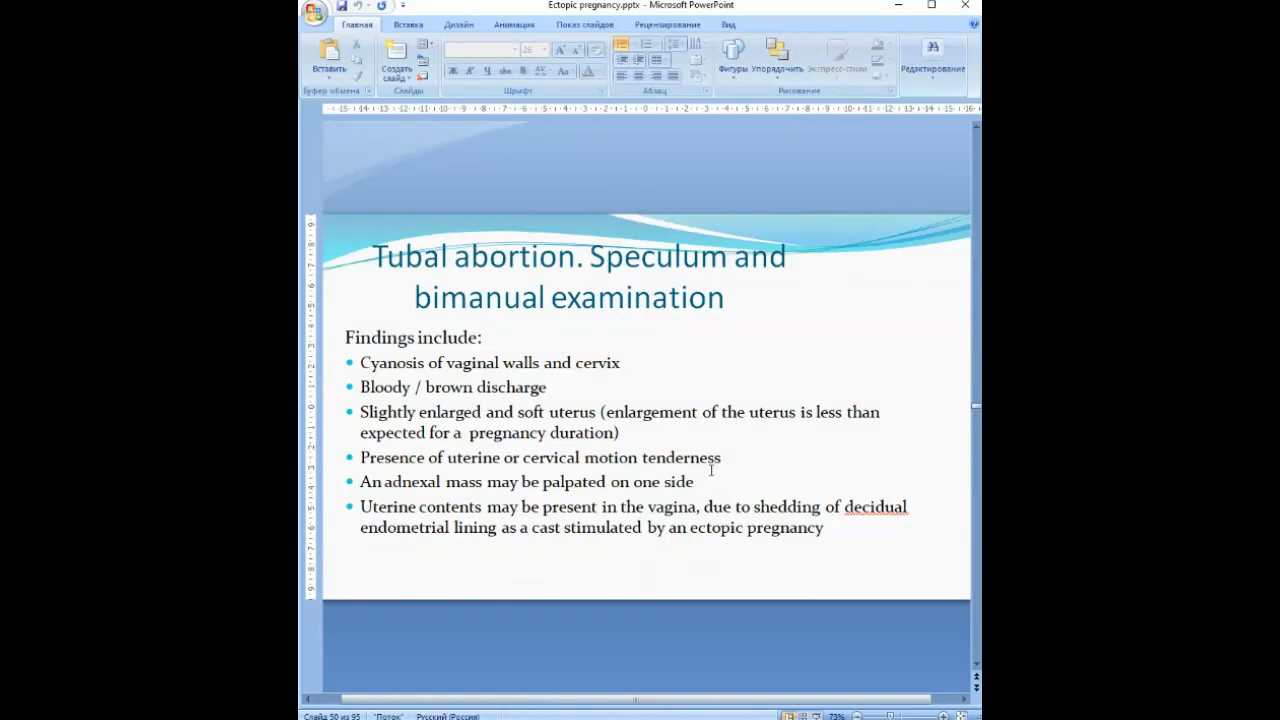 Ectopic pregnancy.pptx - Microsoft PowerPoint
Главная Вставка Дизайн Анимация Показ слайдов Рецензирование Вид
26
Вставить Создать слайд Фигуры Упорядочить Экспресс-стили Редактирование
Буфер обмена Слайды Шрифт Абзац Рисование
Tubal abortion. Speculum and
bimanual examination
Findings include:
Cyanosis of vaginal walls and cervix
Bloody / brown discharge
Slightly enlarged and soft uterus (enlargement of the uterus is less than
expected for a pregnancy duration)
Presence of uterine or cervical motion tenderness
An adnexal mass may be palpated on one side
Uterine contents may be present in the vagina, due to shedding of decidual
endometrial lining as a cast stimulated by an ectopic pregnancy
Слайд 50 из 95 "Поток" Русский (Россия) 73%